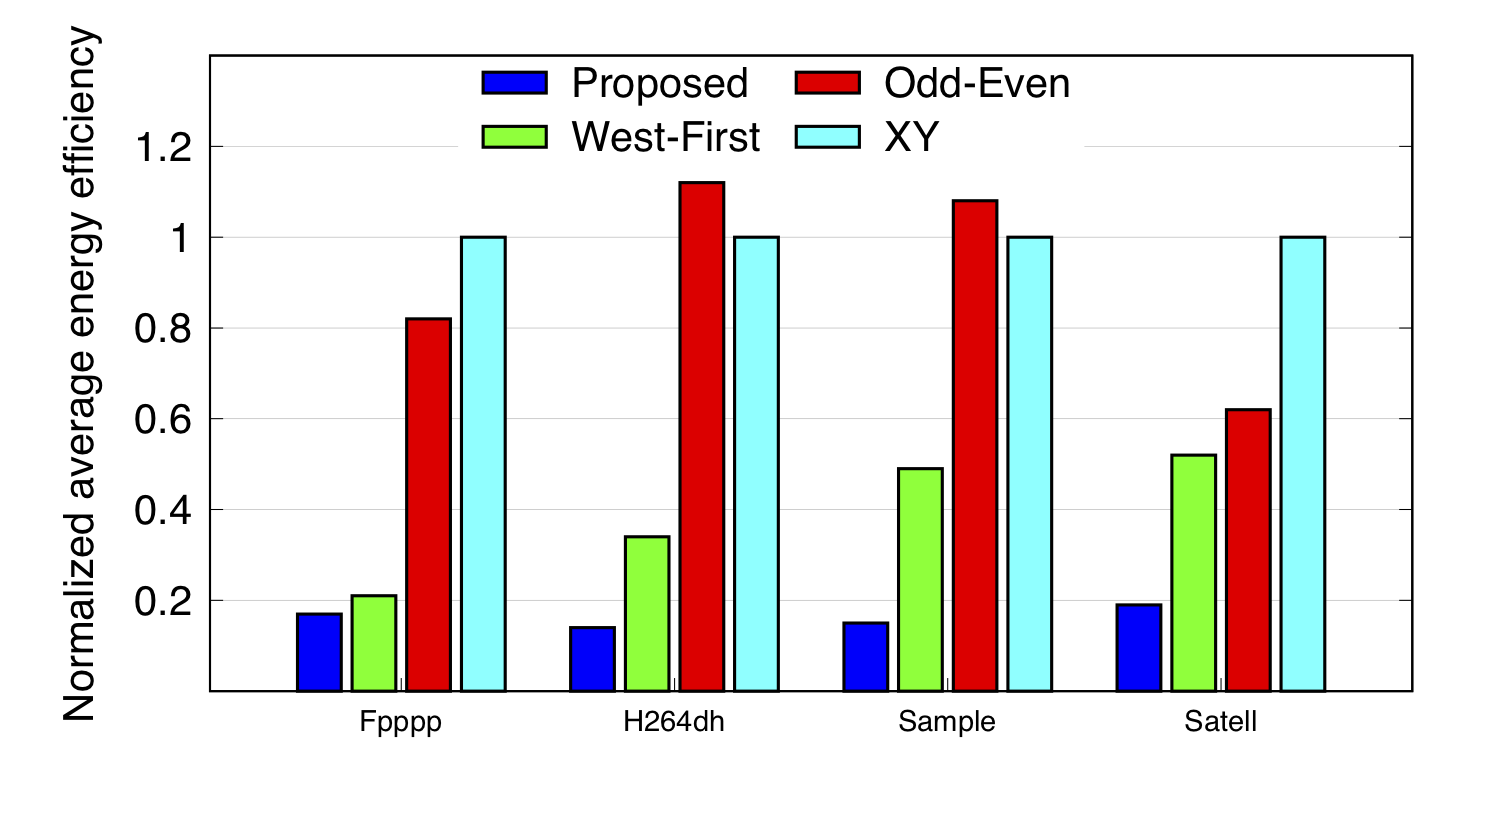 Normalized average energy efficiency
Proposed
Odd-Even
West-First
XY
1.2
1
0.8
0.6
0.4
0.2
Fpppp
H264dh
Sample
Satell